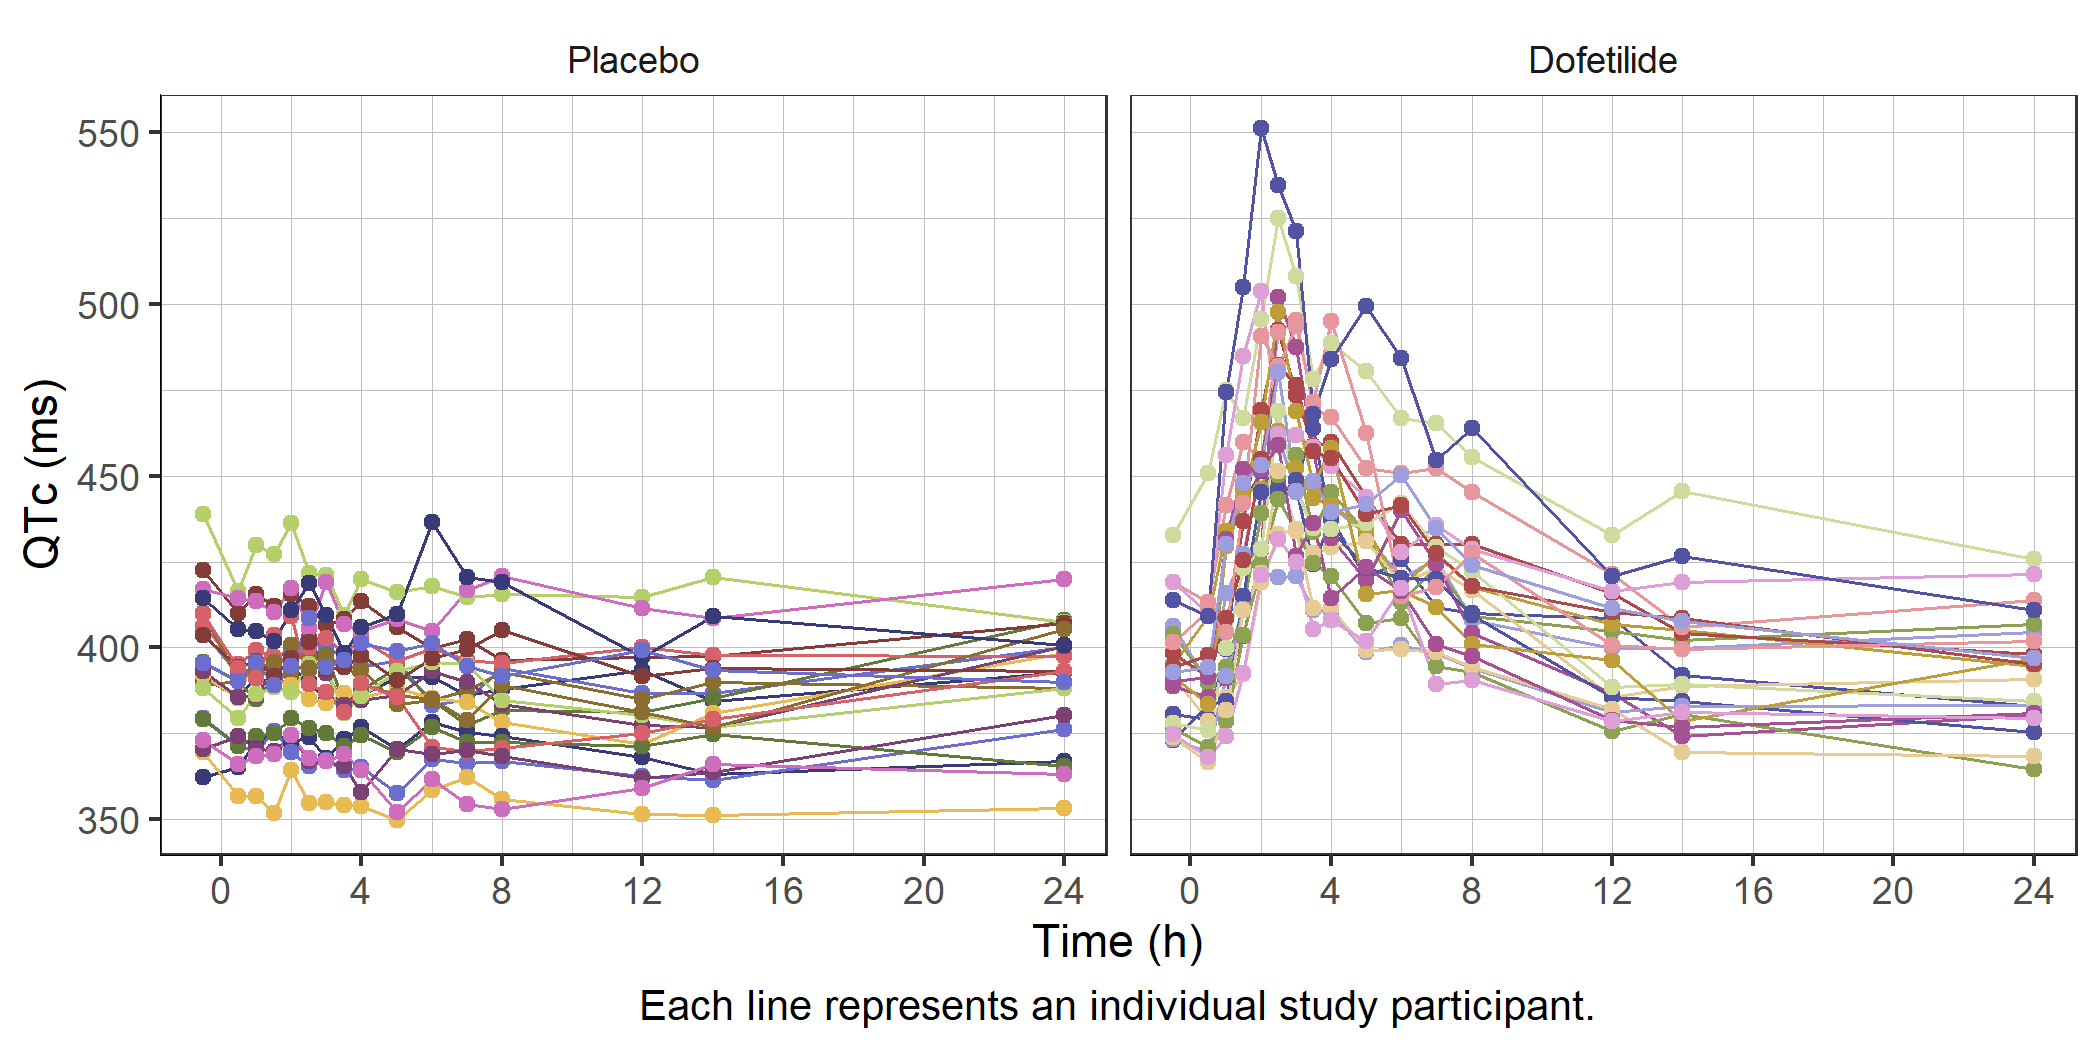 Placebo
Dofetilide
QTc (ms)
550
500
450
400
350
0 4 8 12 16 20 24
0 4 8 12 16 20 24
Time (h)
Each line represents an individual study participant.